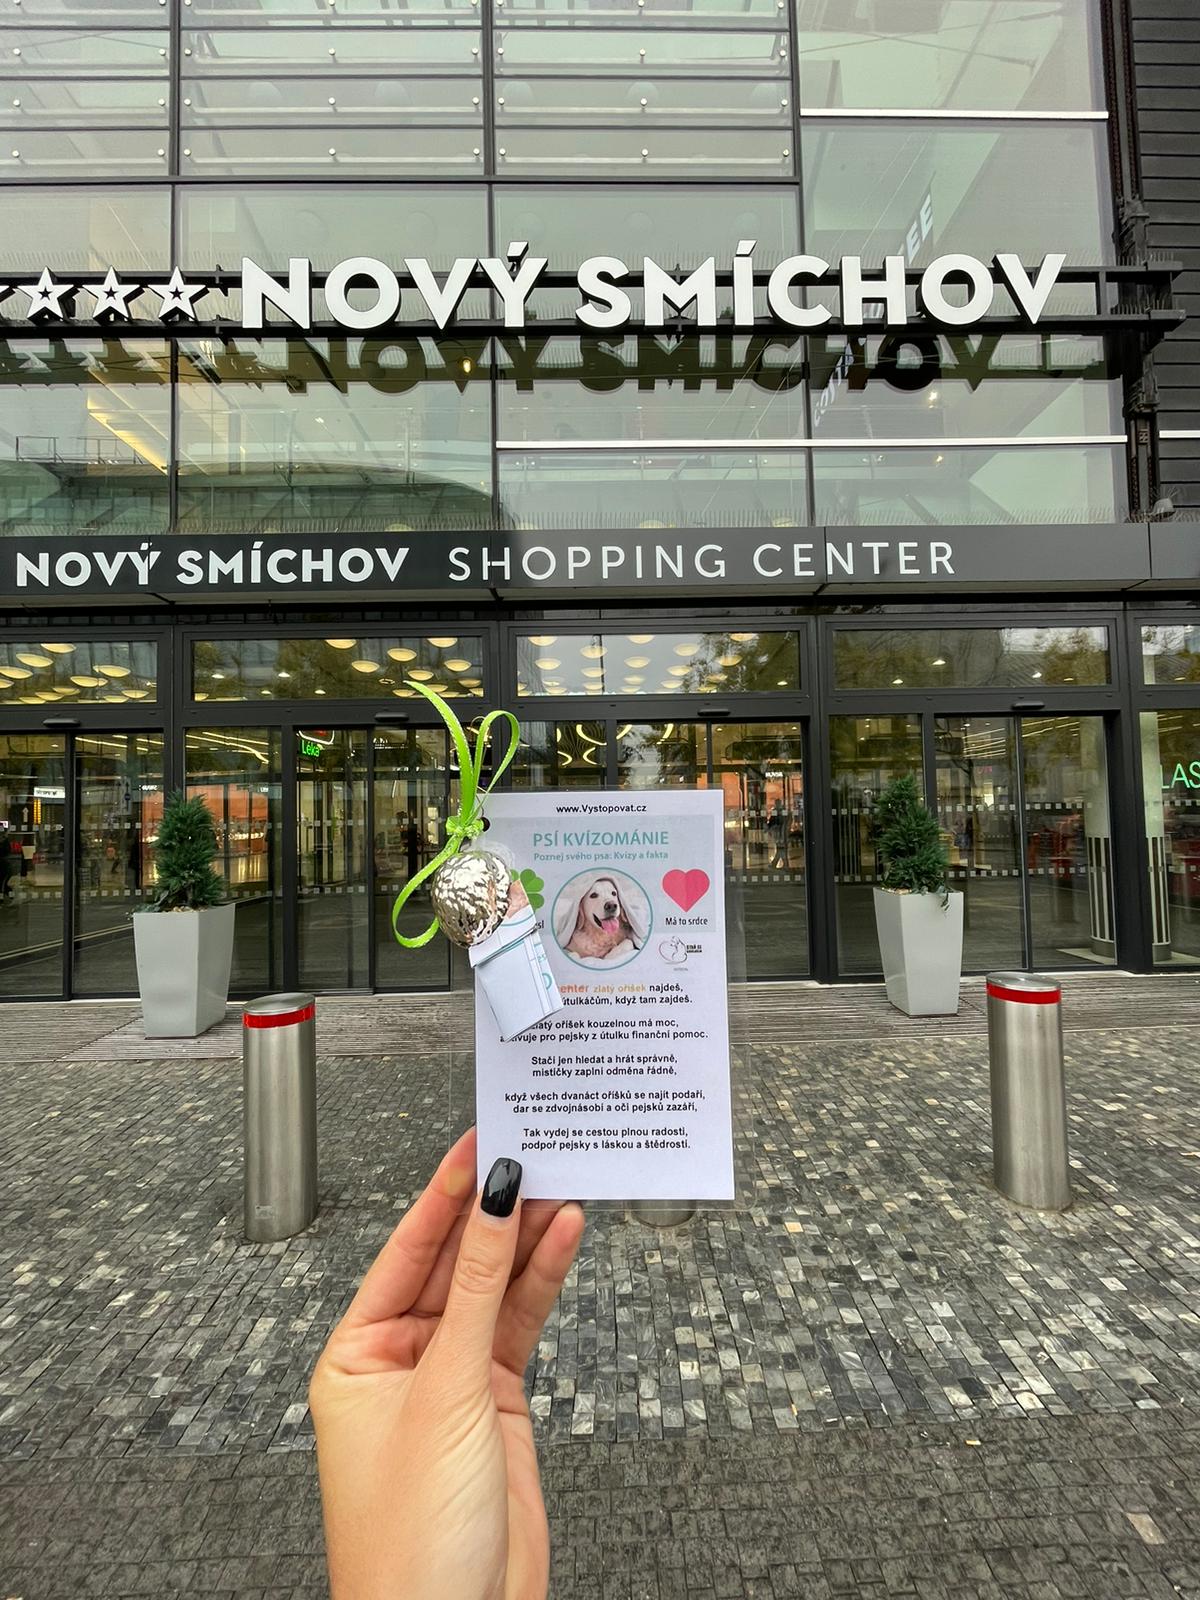 NOVÝ SMÍCHOV
NOVÝ SMÍCHOV SHOPPING CENTER
Léka
LAS
www.Vystopovat.cz
PSÍ KVÍZOMÁNIE
Poznej svého psa: Kvízy a fakta
Má to srdce
zlatý oříšek najdeš,
útulkáčům, když tam zajdeš.
zlatý oříšek kouzelnou má moc,
pro pejsky z útulku finanční pomoc.
Stačí jen hledat a hrát správně,
mističky zaplní odměna řádně,
když všech dvanáct oříšků se najít podaří,
dar se zdvojnásobí a oči pejsků zazáří,
Tak vydej se cestou plnou radosti,
podpoř pejsky s láskou a štědrostí.